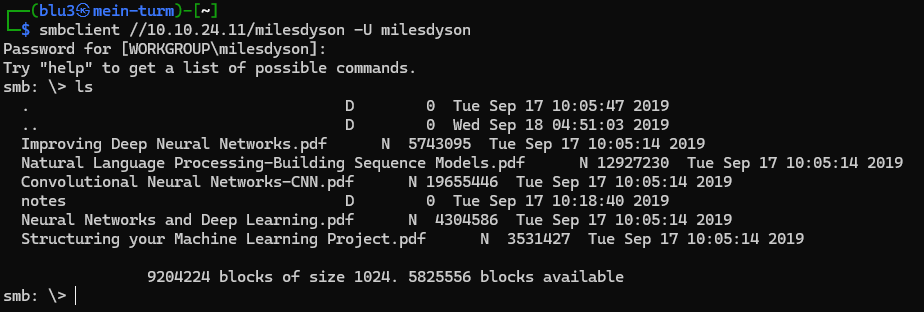 ┌──(blu3㉿mein-turm)-[~]
└─$ smbclient //10.10.24.11/milesdyson -U milesdyson
Password for [WORKGROUP\milesdyson]:
Try "help" to get a list of possible commands.
smb: \> ls
  .                                   D        0  Tue Sep 17 10:05:47 2019
  ..                                  D        0  Wed Sep 18 04:51:03 2019
  Improving Deep Neural Networks.pdf      N  5743095  Tue Sep 17 10:05:14 2019
  Natural Language Processing-Building Sequence Models.pdf      N 12927230  Tue Sep 17 10:05:14 2019
  Convolutional Neural Networks-CNN.pdf      N 19655446  Tue Sep 17 10:05:14 2019
  notes                               D        0  Tue Sep 17 10:18:40 2019
  Neural Networks and Deep Learning.pdf      N  4304586  Tue Sep 17 10:05:14 2019
  Structuring your Machine Learning Project.pdf      N  3531427  Tue Sep 17 10:05:14 2019
                9204224 blocks of size 1024. 5825556 blocks available
smb: \>